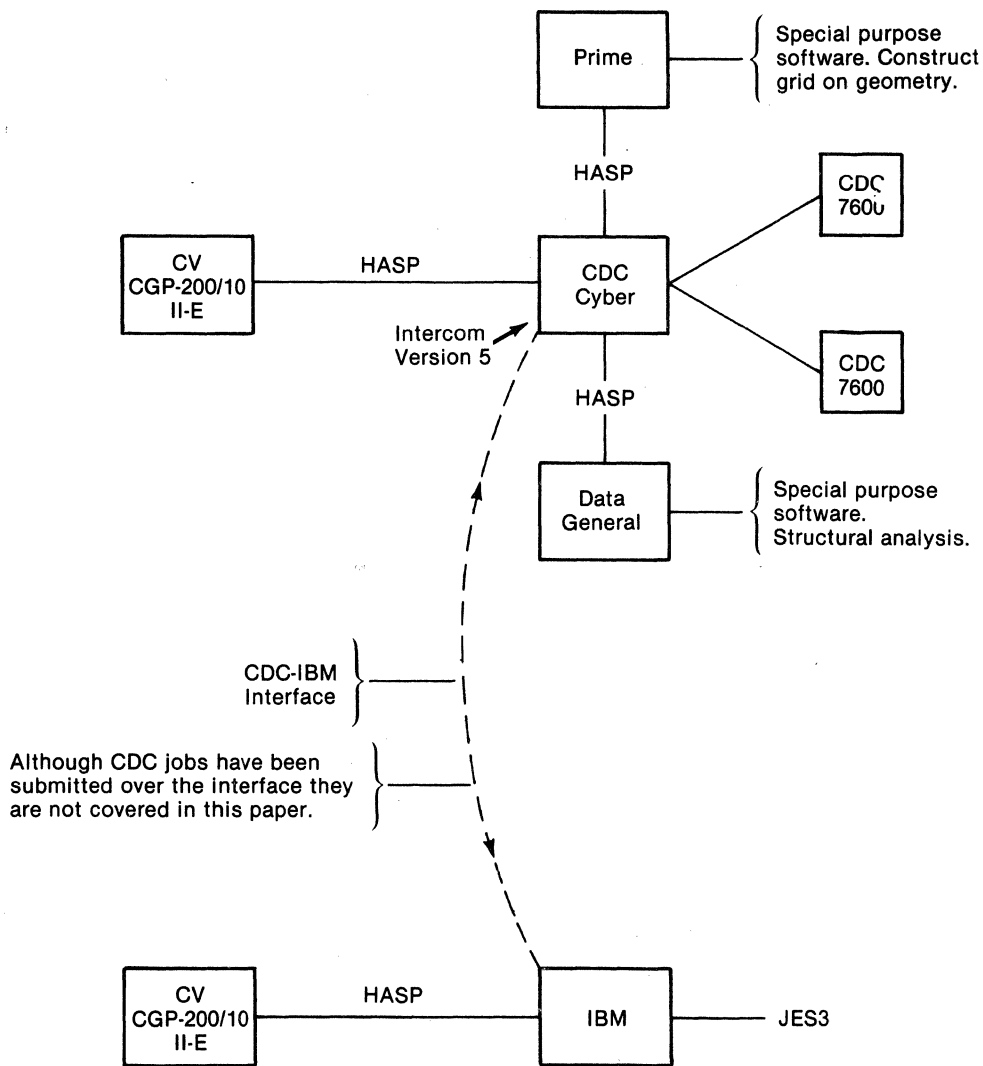 Prime
Special purpose
software. Construct
grid on geometry.
HASP
CDC
7600
CV
CGP-200/10
II-E
HASP
CDC
Cyber
Intercom
Version 5
CDC
7600
HASP
Data
General
Special purpose
software.
Structural analysis.
CDC-IBM
Interface
Although CDC jobs have been
submitted over the interface they
are not covered in this paper.
CV
CGP-200/10
II-E
HASP
IBM
JES3